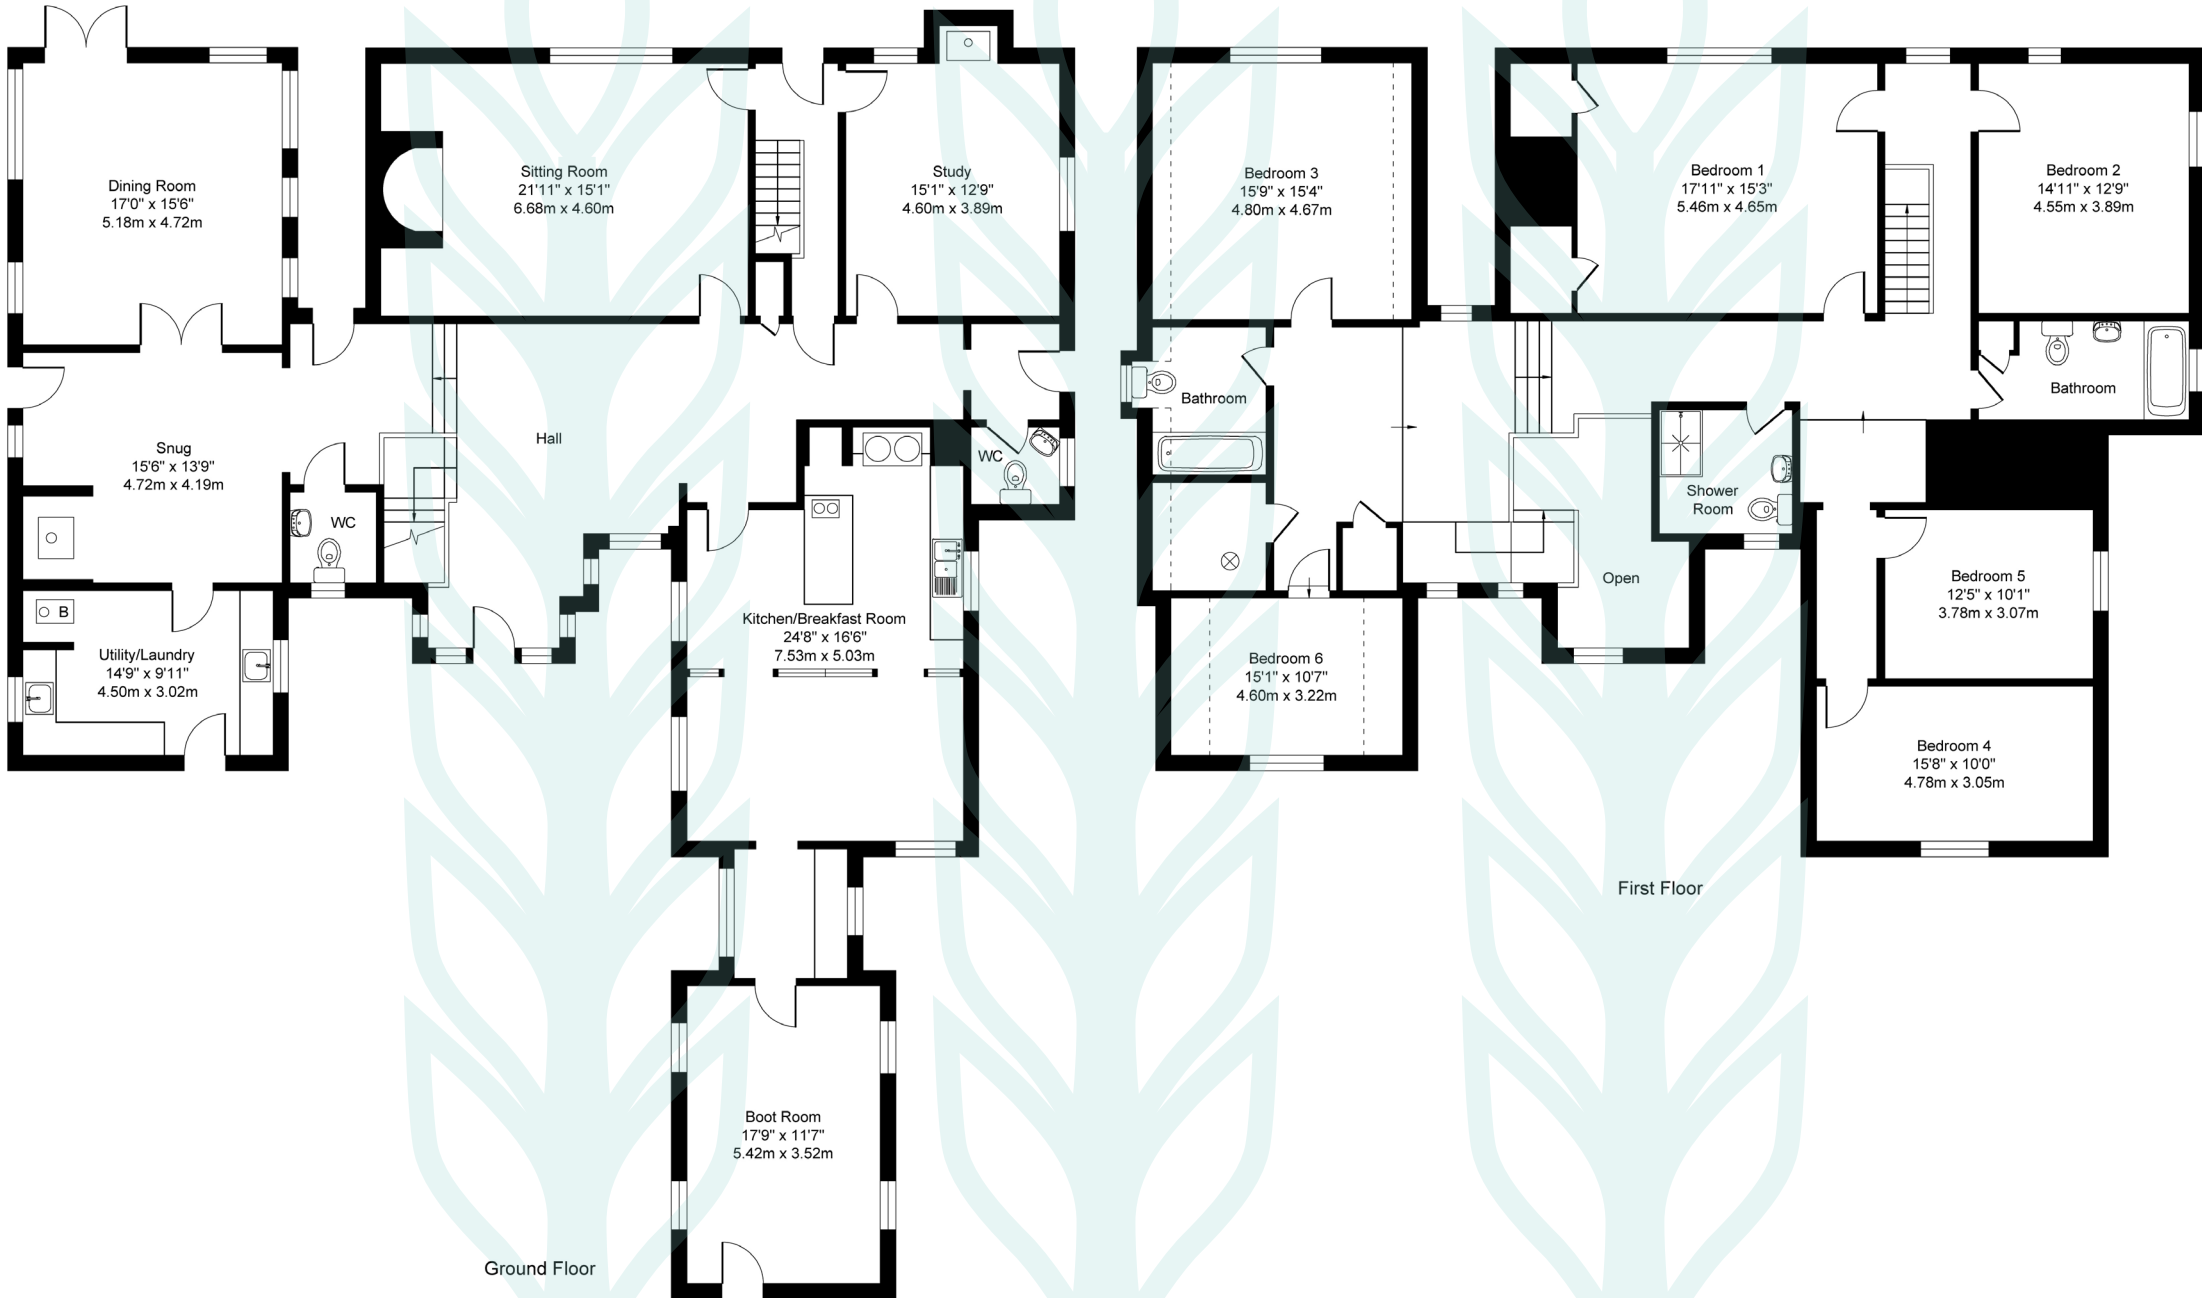 Dining Room
17'0" x 15'6"
5.18m x 4.72m
Sitting Room
21'11" x 15'1"
6.68m x 4.60m
Study
15'1" x 12'9"
4.60m x 3.89m
Snug
15'6" x 13'9"
4.72m x 4.19m
Hall
WC
WC
B
Utility/Laundry
14'9" x 9'11"
4.50m x 3.02m
Kitchen/Breakfast Room
24'8" x 16'6"
7.53m x 5.03m
Boot Room
17'9" x 11'7"
5.42m x 3.52m
Ground Floor
Bedroom 3
15'9" x 15'4"
4.80m x 4.67m
Bedroom 1
17'11" x 15'3"
5.46m x 4.65m
Bedroom 2
14'11" x 12'9"
4.55m x 3.89m
Bathroom
Bathroom
Shower
Room
Open
Bedroom 5
12'5" x 10'1"
3.78m x 3.07m
Bedroom 6
15'1" x 10'7"
4.60m x 3.22m
Bedroom 4
15'8" x 10'0"
4.78m x 3.05m
First Floor